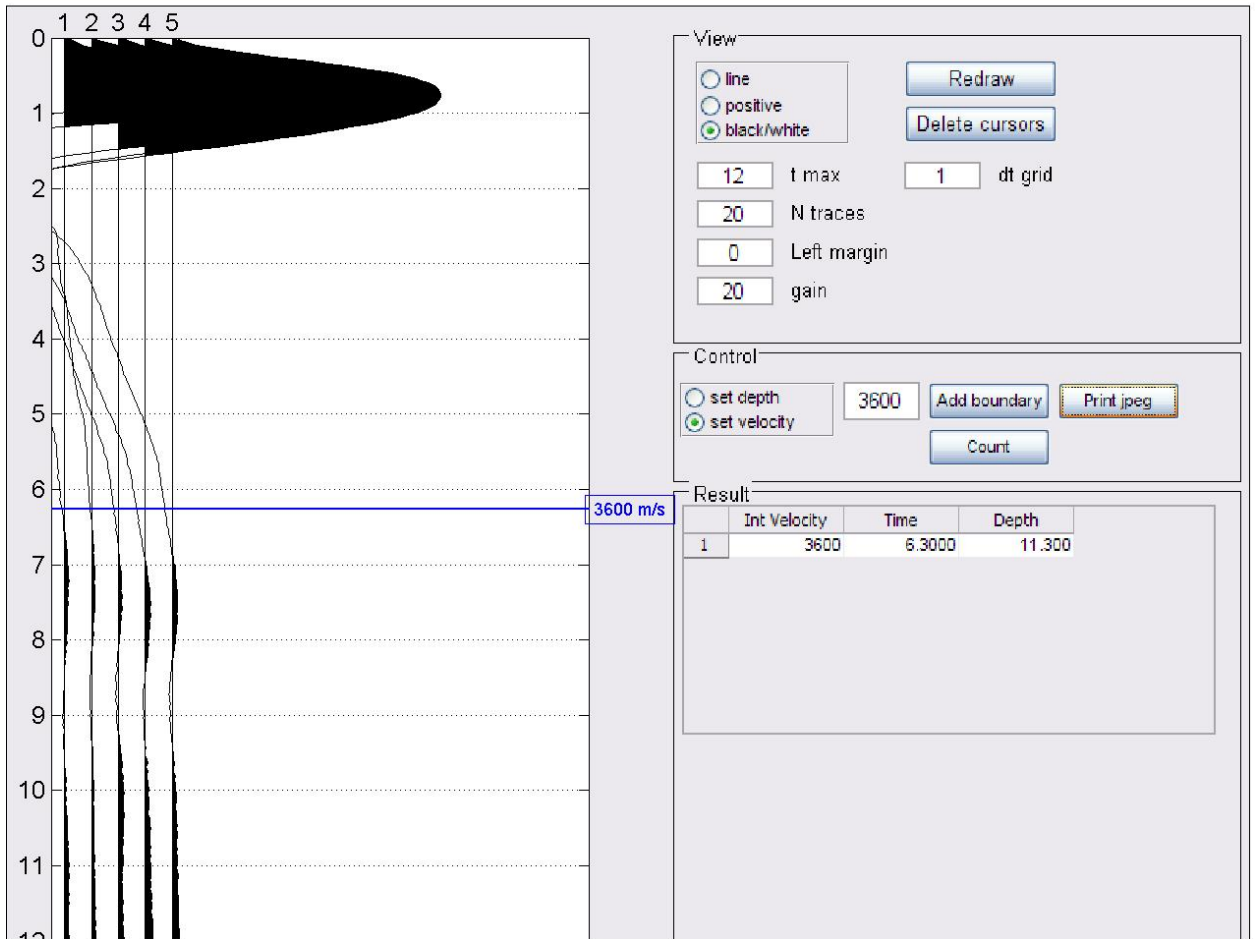 1 2 3 4 5
0
1
2
3
4
5
6
7
8
9
10
11
12
3600 m/s
View
line
positive
black/white
Redraw
Delete cursors
12 t max 1 dt grid
20 N traces
0 Left margin
20 gain
Control
set depth
set velocity
3600 Add boundary Print jpeg
Count
Result
Int Velocity Time Depth
1 3600 6.3000 11.300